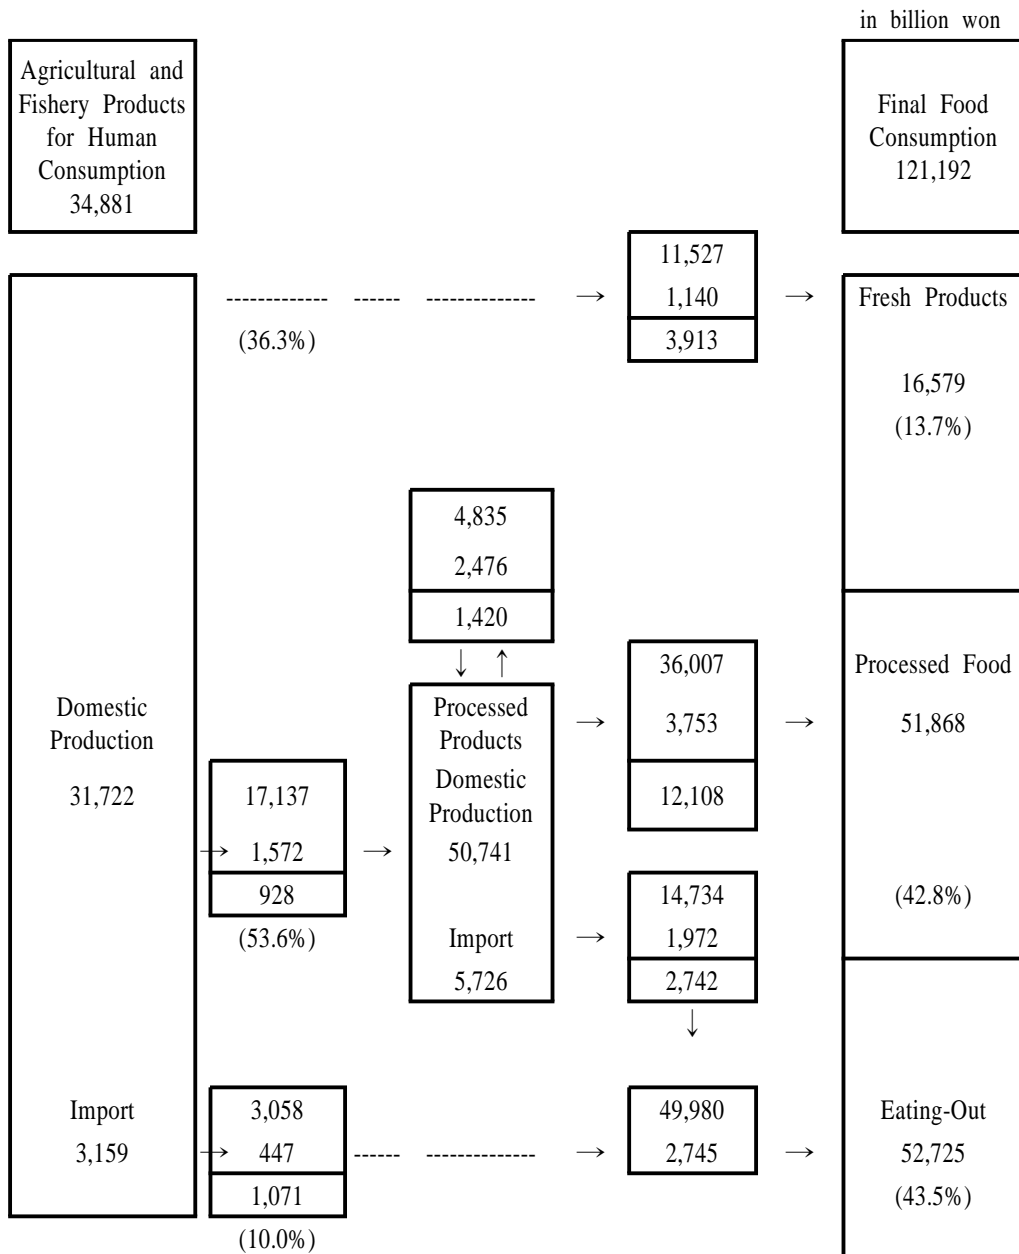 in billion won
Agricultural and
Fishery Products
for Human
Consumption
34,881
Final Food
Consumption
121,192
11,527
1,140
3,913
------------- ------ -------------- →
→
(36.3%)
Fresh Products
16,579
(13.7%)
4,835
2,476
1,420
↓ ↑
Domestic
Production
31,722
→
17,137
1,572
928
(53.6%)
→
Processed
Products
Domestic
Production
50,741
Import
5,726
→
36,007
3,753
12,108
→
Processed Food
51,868
(42.8%)
→
14,734
1,972
2,742
↓
Import
3,159
→
3,058
447
1,071
(10.0%)
------ -------------- →
49,980
2,745
→
Eating-Out
52,725
(43.5%)